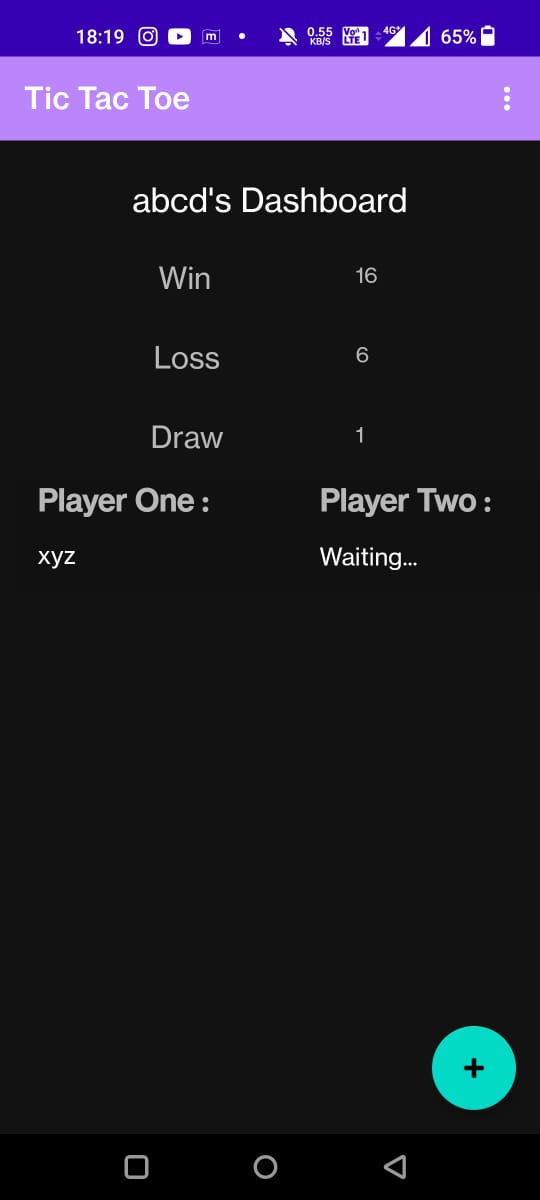 18:19 m 0.55 KB/S Vo LTE 1 4G+ 65%
Tic Tac Toe
abcd's Dashboard
Win 16
Loss 6
Draw 1
Player One : Player Two :
xyz Waiting...
+